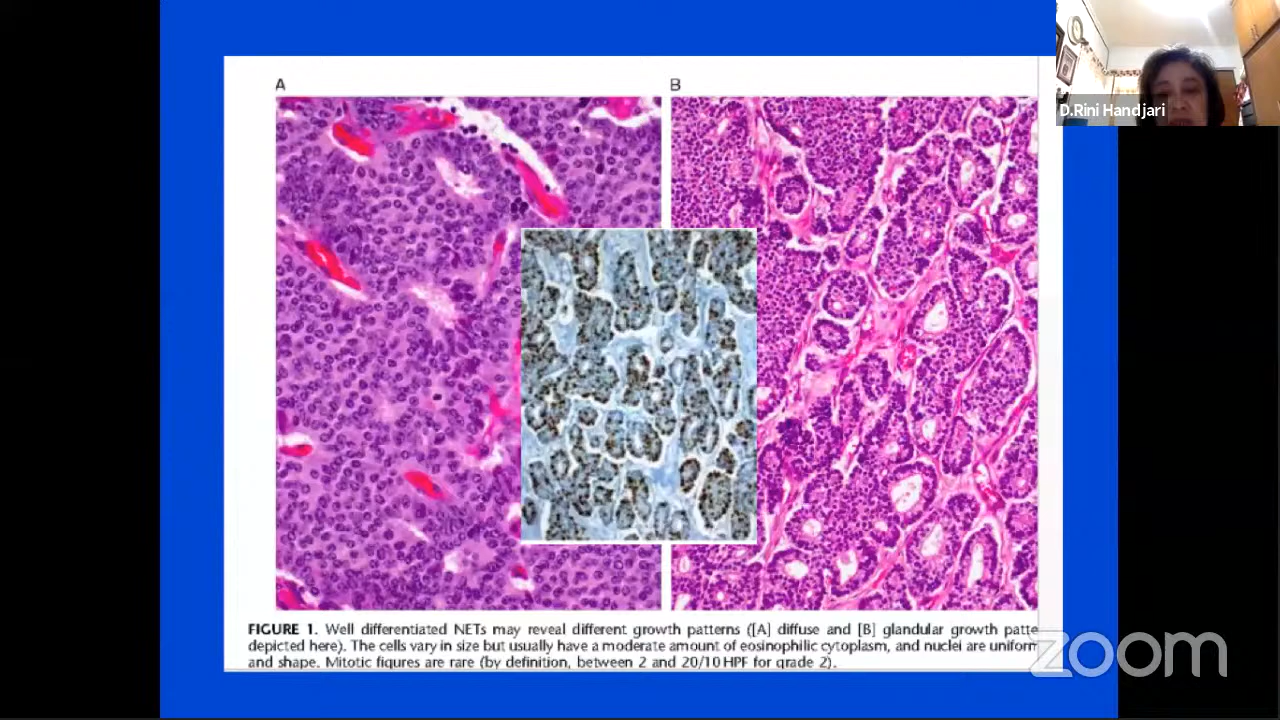 A
B
D.Rini Handjari
FIGURE 1. Well differentiated NETs may reveal different growth patterns ([A] diffuse and [B] glandular growth patte
depicted here). The cells vary in size but usually have a moderate amount of eosinophilic cytoplasm, and nuclei are uniform
and shape. Mitotic figures are rare (by definition, between 2 and 20/10 HPF for grade 2).
zoom